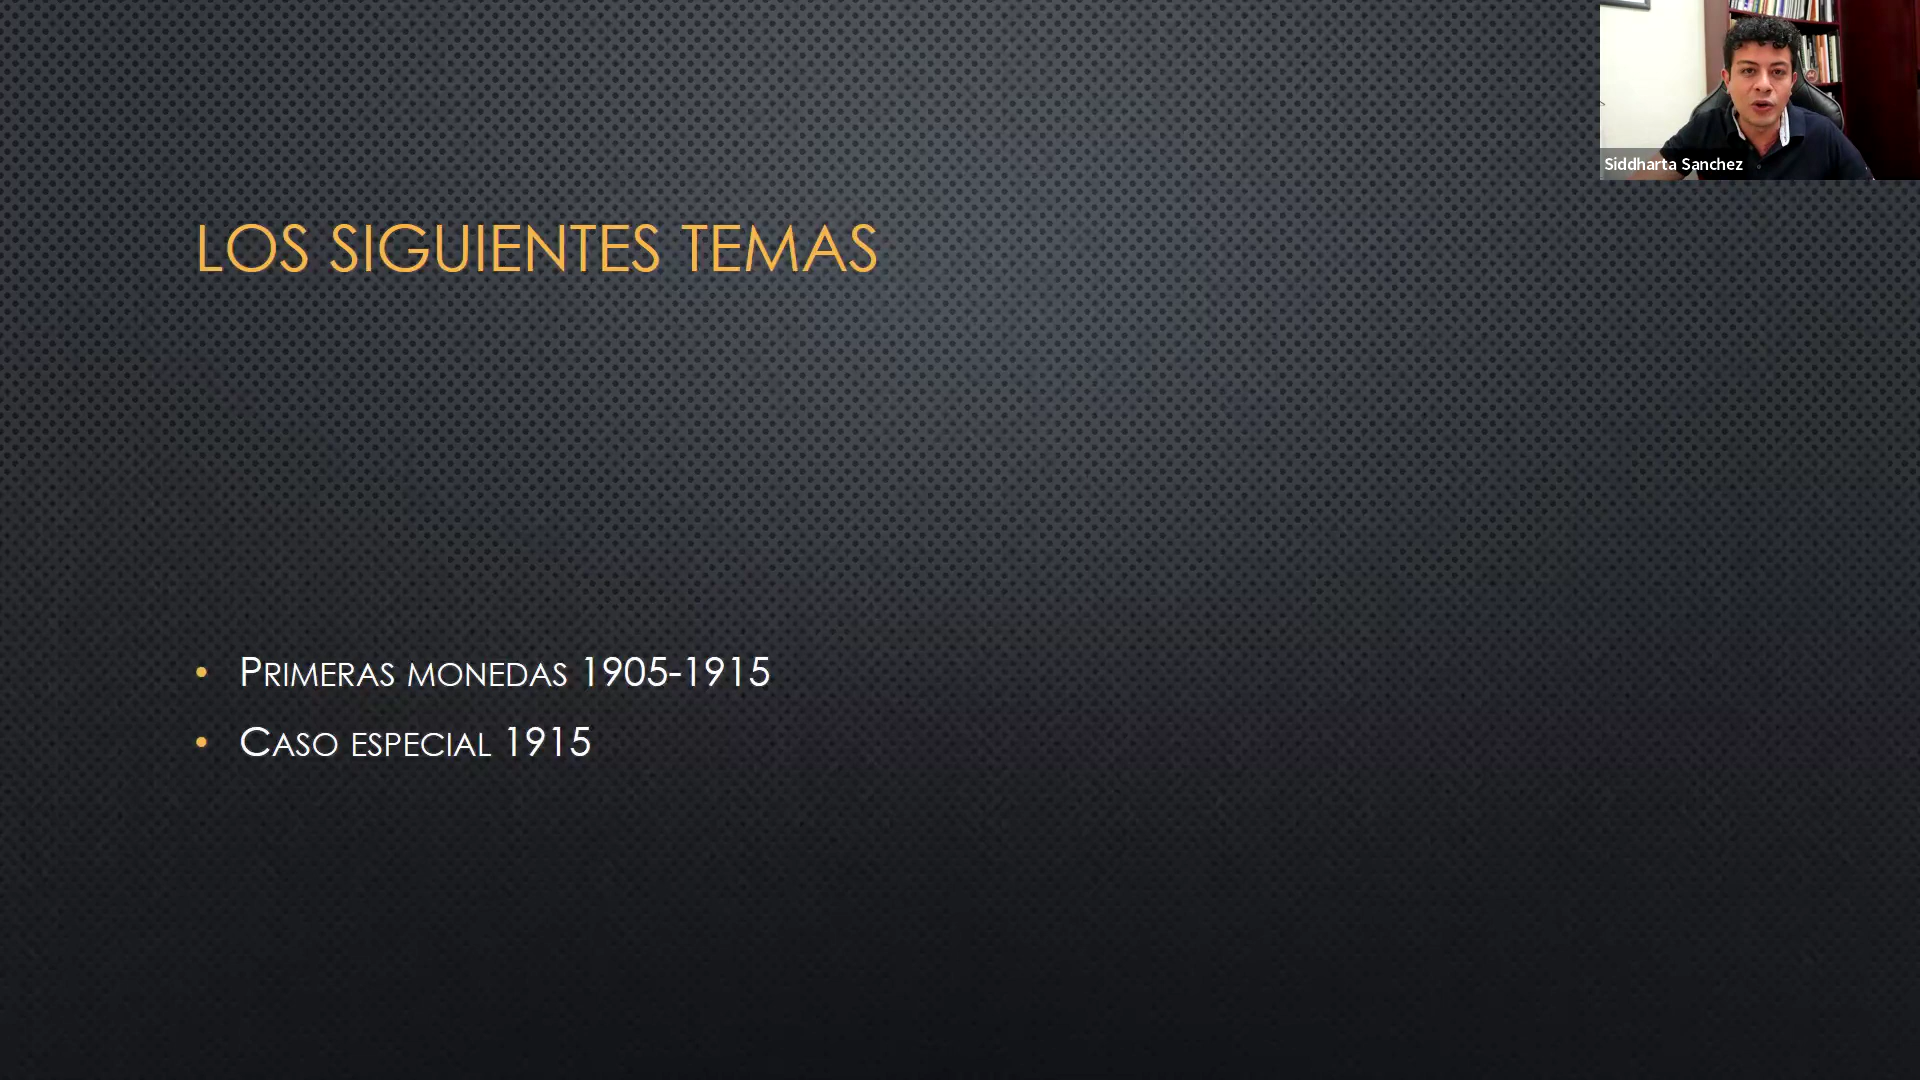 Siddharta Sanchez
LOS SIGUIENTES TEMAS
• PRIMERAS MONEDAS 1905-1915
• CASO ESPECIAL 1915